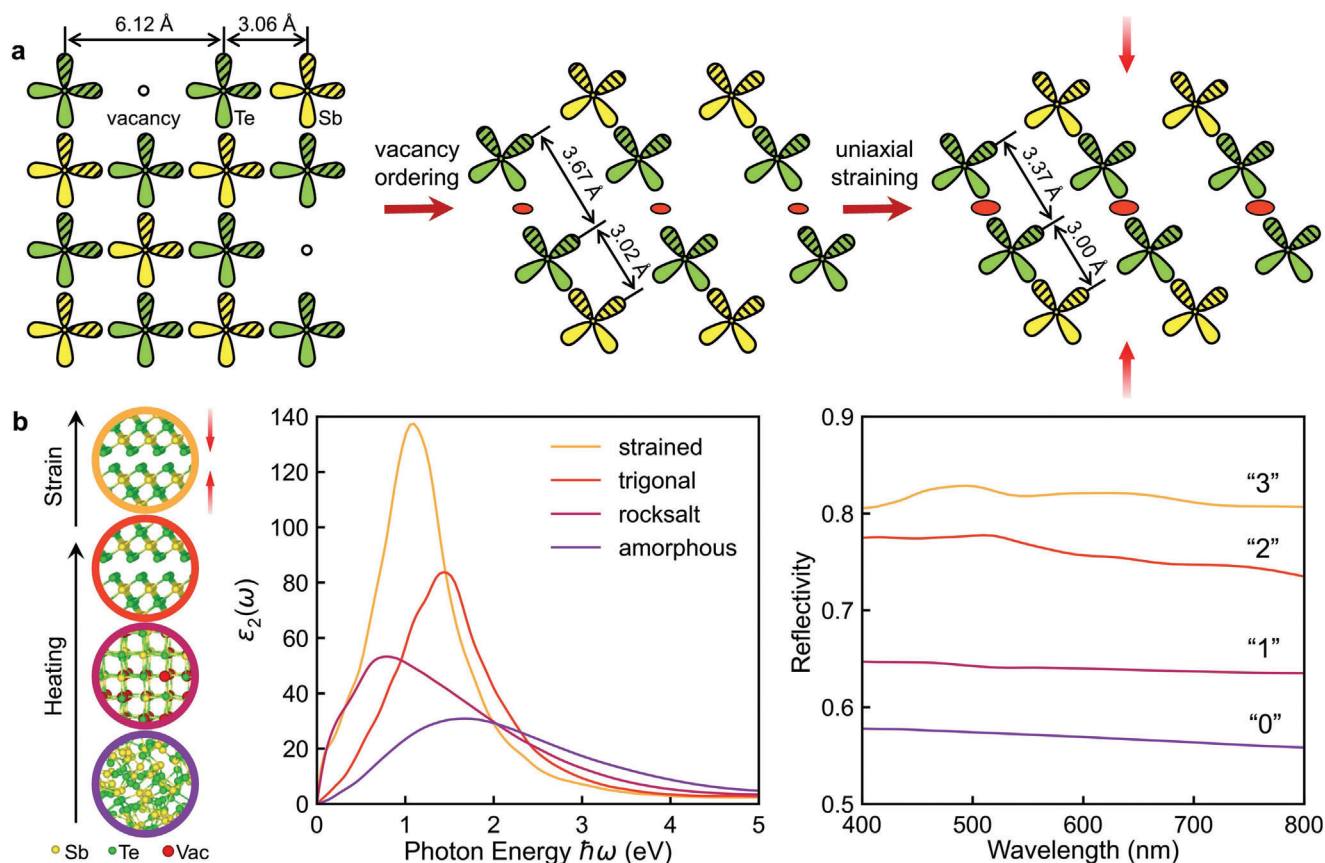 a
6.12 Å
3.06 Å
vacancy
Te
Sb
vacancy
ordering
3.67 Å
3.02 Å
uniaxial
straining
3.37 Å
3.00 Å
b
Strain
Heating
Sb
Te
Vac
ε₂(ω)
140
120
100
80
60
40
20
0
0 1 2 3 4 5
Photon Energy ℏω (eV)
strained
trigonal
rocksalt
amorphous
Reflectivity
0.9
0.8
0.7
0.6
0.5
400 500 600 700 800
Wavelength (nm)
“3”
“2”
“1”
“0”